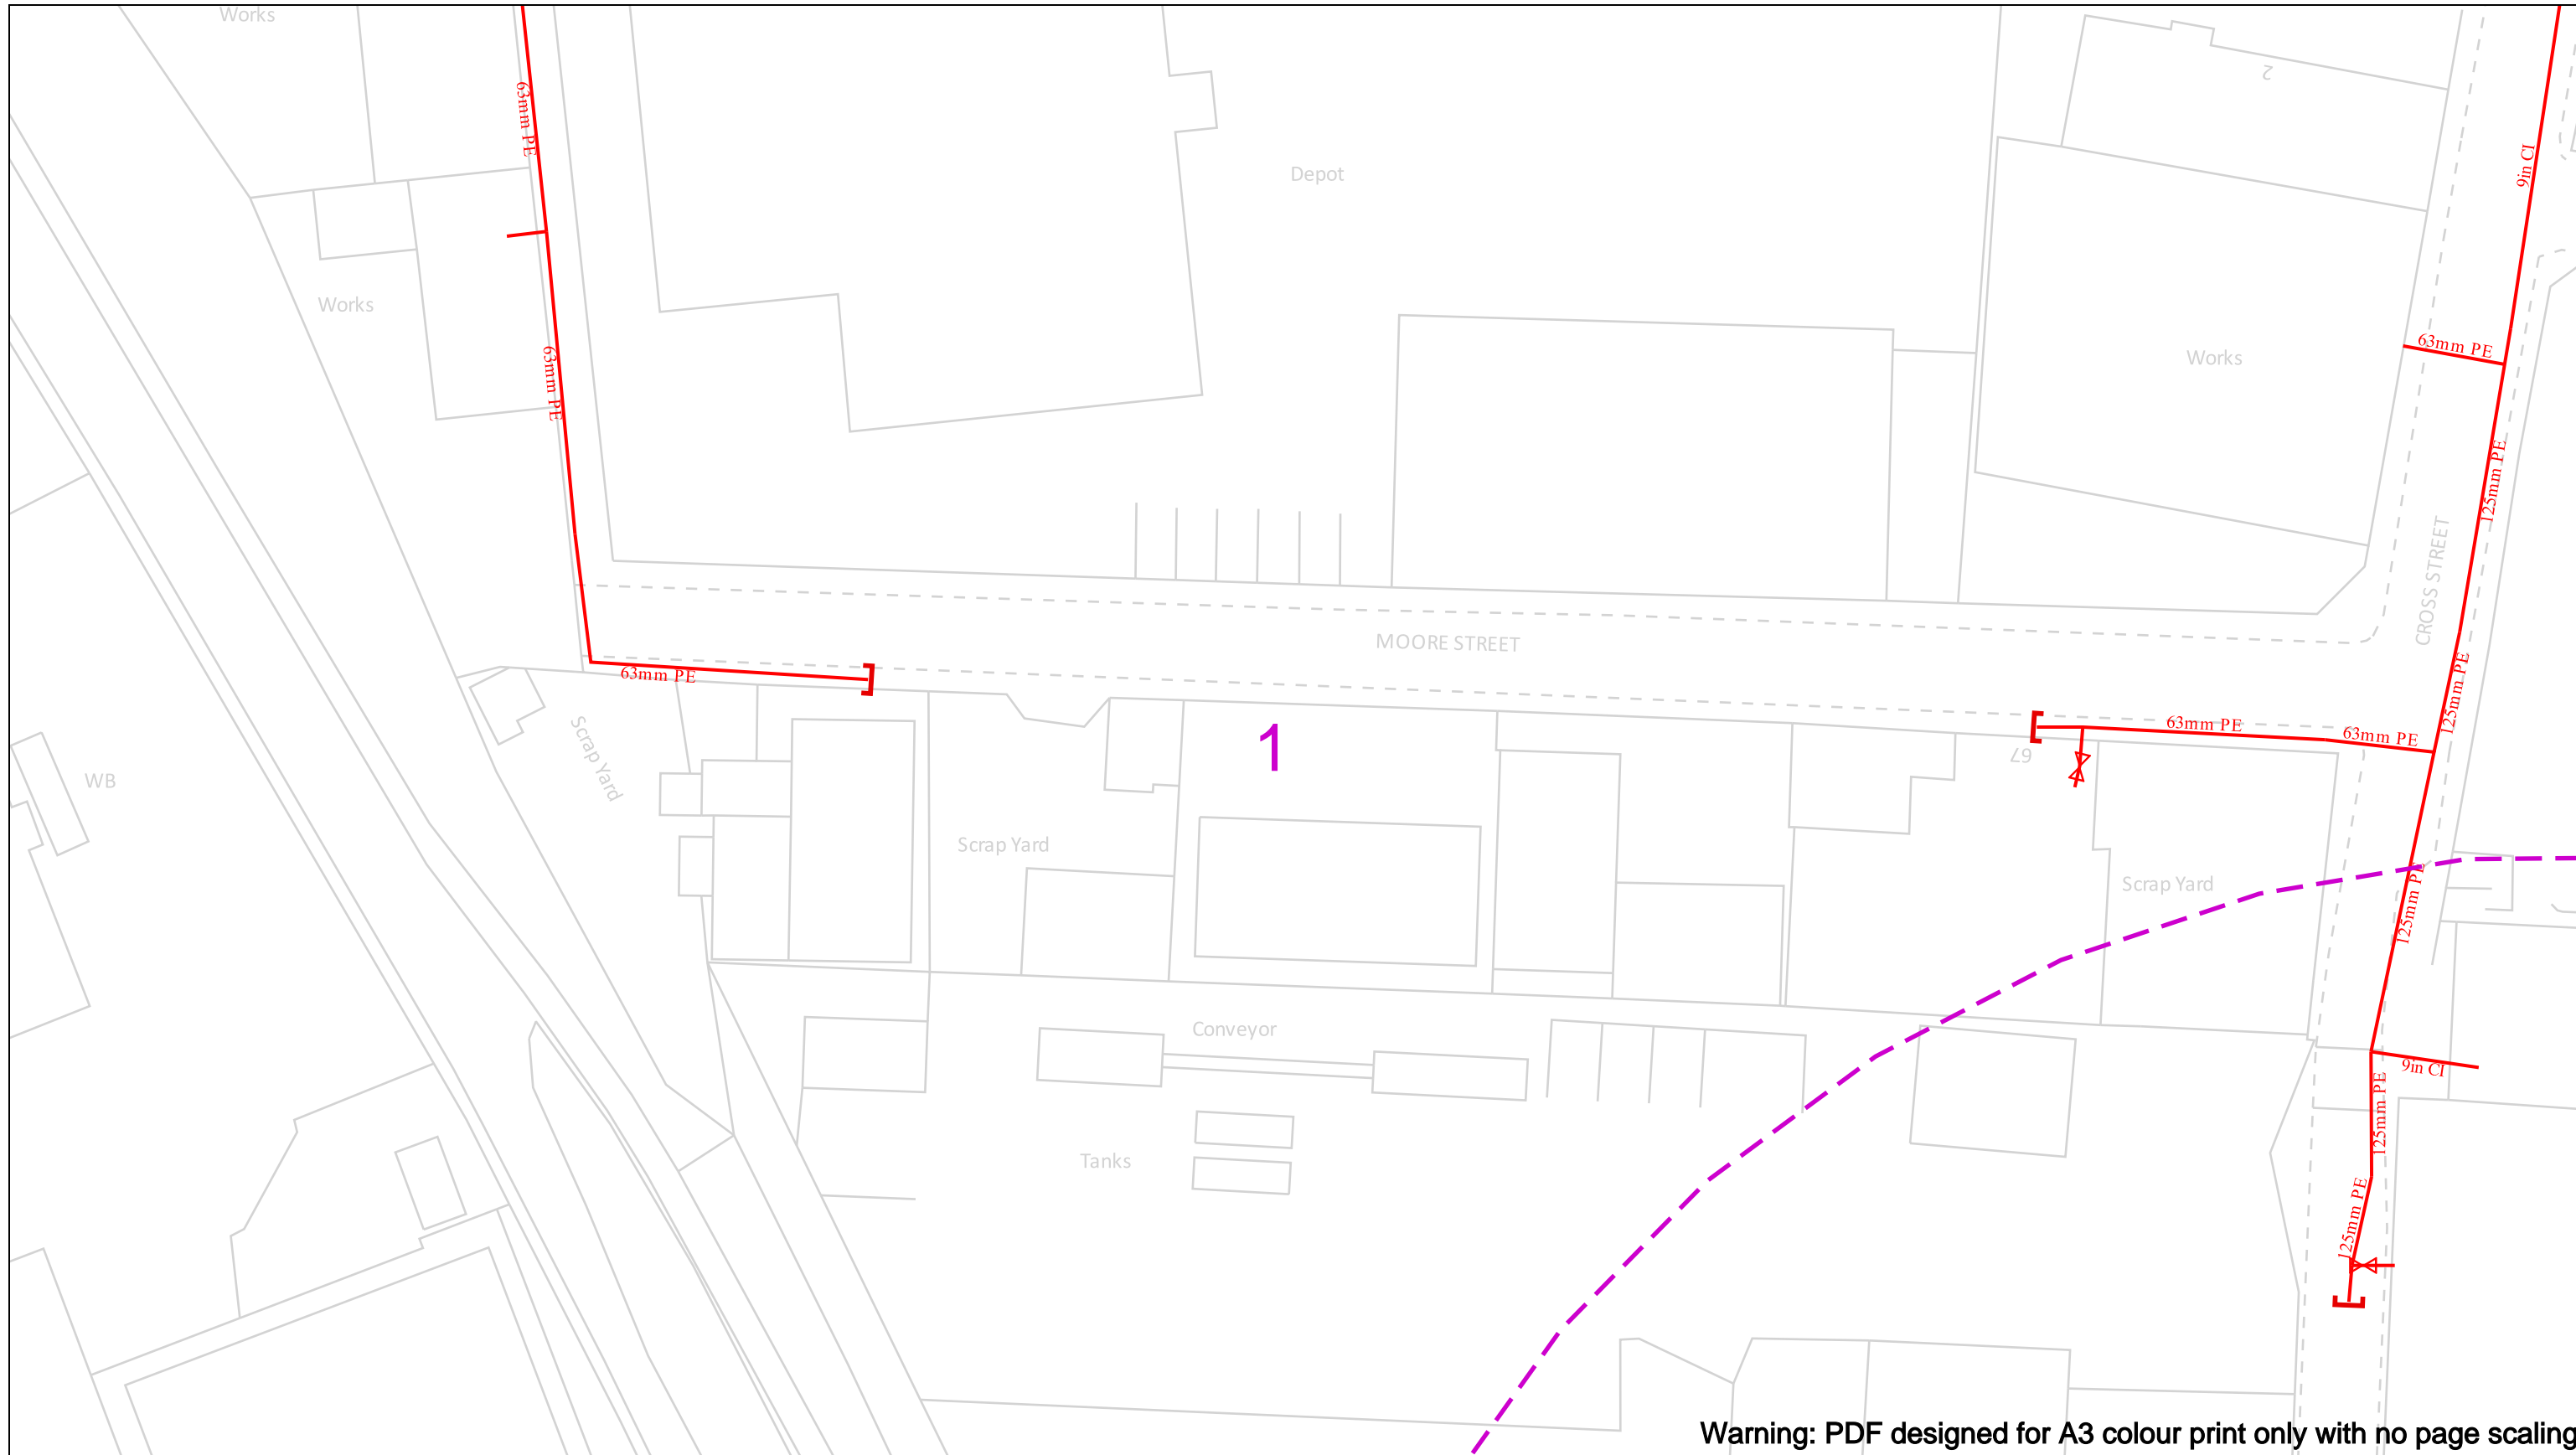 Works
63mm PE
2
Depot
9in CI
Works
63mm PE
63mm PE
Works
125mm PE
CROSS STREET
MOORE STREET
63mm PE
125mm PE
63mm PE
63mm PE
Scrap Yard
1
67
WB
Scrap Yard
Scrap Yard
125mm PE
Conveyor
9in CI
125mm PE
Tanks
125mm PE
Warning: PDF designed for A3 colour print only with no page scaling